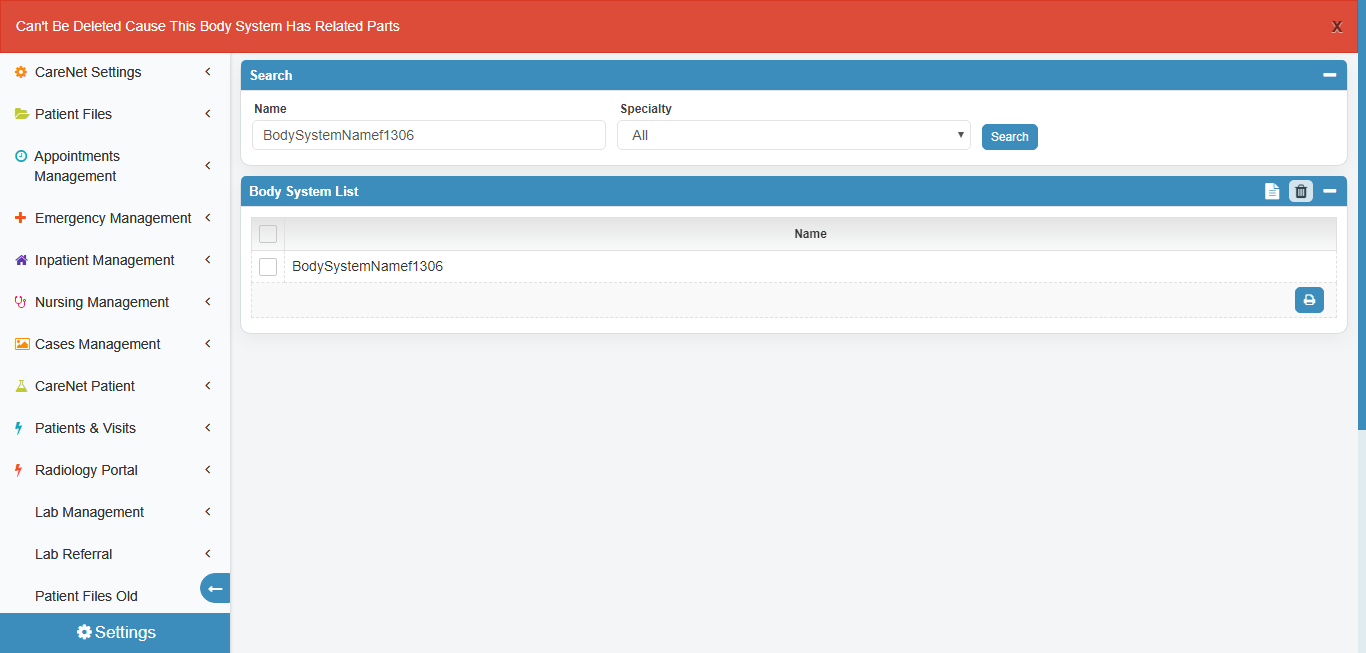 Can't Be Deleted Cause This Body System Has Related Parts
X
CareNet Settings
Patient Files
Appointments
Management
Emergency Management
Inpatient Management
Nursing Management
Cases Management
CareNet Patient
Patients & Visits
Radiology Portal
Lab Management
Lab Referral
Patient Files Old
Settings
Search
Name
Specialty
BodySystemNamef1306
All
Search
Body System List
Name
BodySystemNamef1306